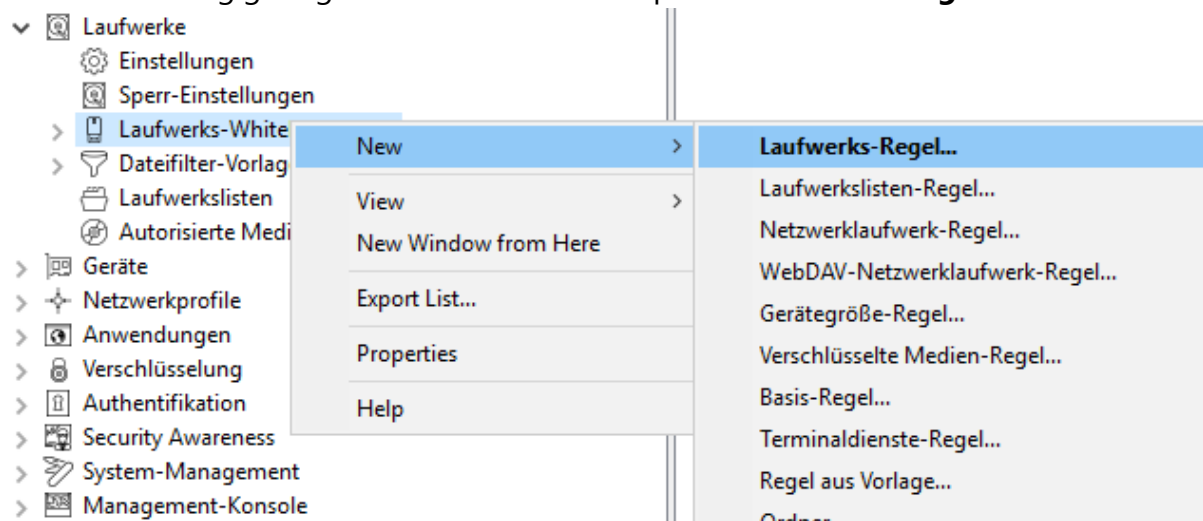 Laufwerke
Einstellungen
Sperr-Einstellungen
Laufwerks-White
Dateifilter-Vorlag
Laufwerkslisten
Autorisierte Medi
Geräte
Netzwerkprofile
Anwendungen
Verschlüsselung
Authentifikation
Security Awareness
System-Management
Management-Konsole
New
View
New Window from Here
Export List...
Properties
Help
Laufwerks-Regel...
Laufwerkslisten-Regel...
Netzwerklaufwerk-Regel...
WebDAV-Netzwerklaufwerk-Regel...
Gerätegröße-Regel...
Verschlüsselte Medien-Regel...
Basis-Regel...
Terminaldienste-Regel...
Regel aus Vorlage...